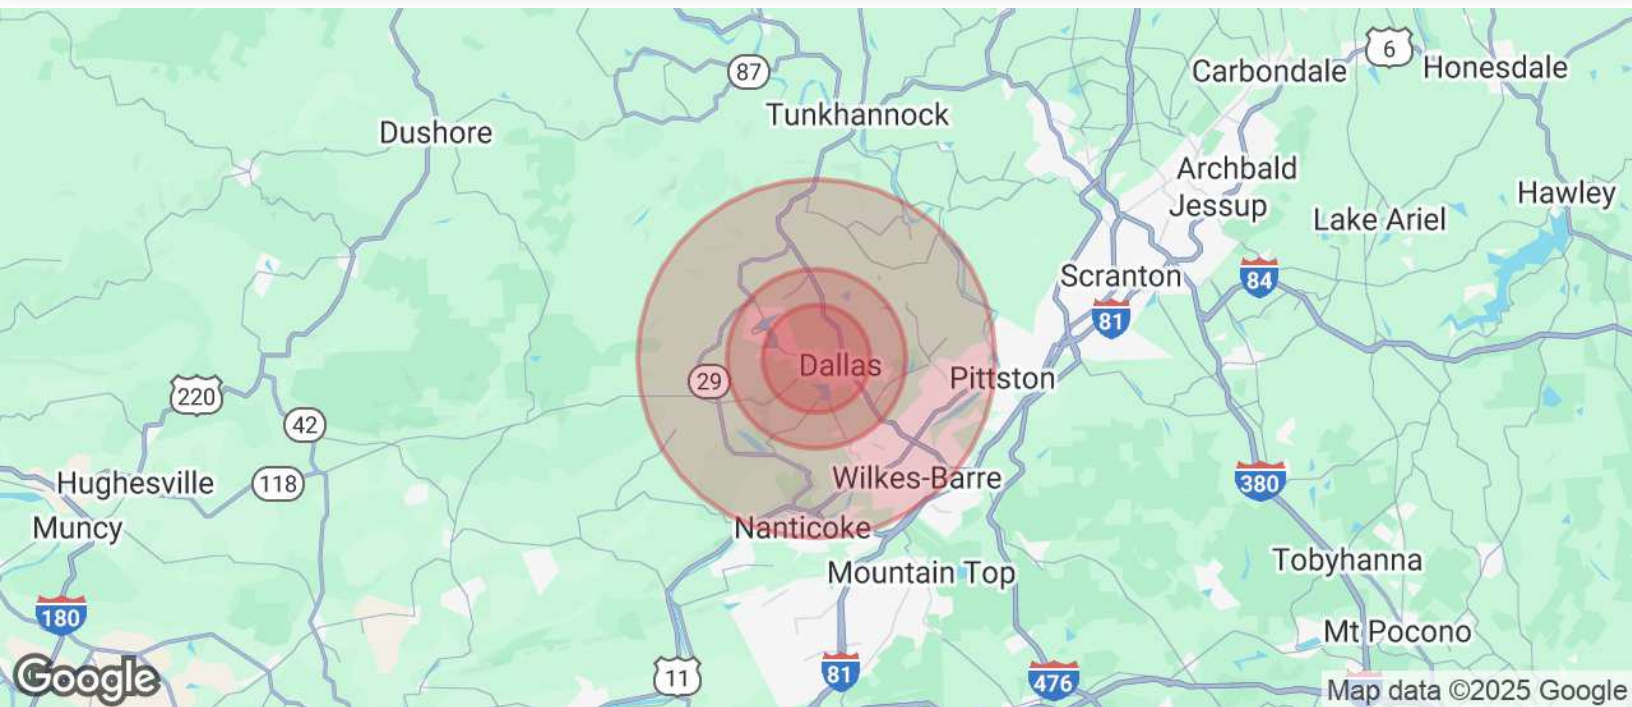 6
Carbondale
Honesdale
87
Tunkhannock
Dushore
Archbald
Hawley
Jessup
Lake Ariel
Scranton
84
81
Dallas
Pittston
29
220
42
Hughesville
118
Wilkes-Barre
380
Muncy
Nanticoke
Tobyhanna
Mountain Top
180
Mt Pocono
Google
11
81
476
Map data ©2025 Google